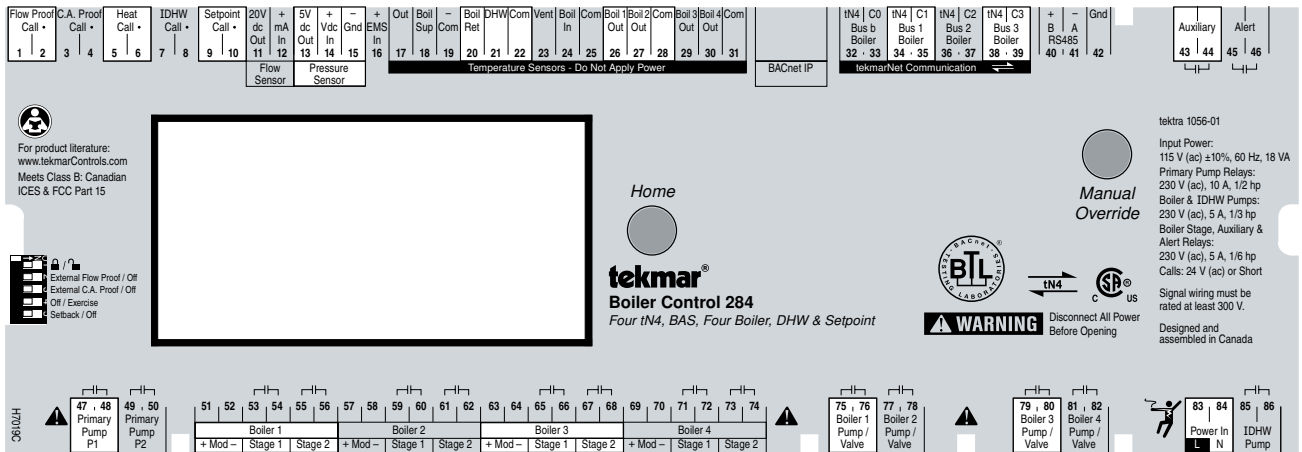 Flow Proof Call •
1 2
C.A. Proof Call •
3 4
Heat Call •
5 6
IDHW Call •
7 8
Setpoint Call •
9 10
20V dc Out 11
+ mA In 12
Flow Sensor
5V dc Out 13
+ Vdc In 14
– Gnd 15
Pressure Sensor
+ EMS In 16
Out 17
Boil Sup 18
– Com 19
Boil Ret 20
DHW 21
Com 22
Vent 23
Boil In 24
Com 25
Boil 1 Out 26
Boil 2 Out 27
Com 28
Boil 3 Out 29
Boil 4 Out 30
Com 31
Temperature Sensors - Do Not Apply Power
BACnet IP
tN4 C0
Bus b
Boiler
32 33
tN4 C1
Bus 1
Boiler
34 35
tN4 C2
Bus 2
Boiler
36 37
tN4 C3
Bus 3
Boiler
38 39
tekmarNet Communication
+ –
B A
RS485
40 41
Gnd
42
Auxiliary
43 44
Alert
45 46
For product literature:
www.tekmarControls.com
Meets Class B: Canadian
ICES & FCC Part 15
External Flow Proof / Off
External C.A. Proof / Off
Off / Exercise
Setback / Off
Home
tekmar®
Boiler Control 284
Four tN4, BAS, Four Boiler, DHW & Setpoint
Manual
Override
BACnet
BTL
TESTING LABORATORIES
tN4
CSA ®
C US
WARNING
Disconnect All Power
Before Opening
tektra 1056-01
Input Power:
115 V (ac) ±10%, 60 Hz, 18 VA
Primary Pump Relays:
230 V (ac), 10 A, 1/2 hp
Boiler & IDHW Pumps:
230 V (ac), 5 A, 1/3 hp
Boiler Stage, Auxiliary &
Alert Relays:
230 V (ac), 5 A, 1/6 hp
Calls: 24 V (ac) or Short
Signal wiring must be
rated at least 300 V.
Designed and
assembled in Canada
H7019C
47 48
Primary
Pump
P1
49 50
Primary
Pump
P2
51 52 53 54 55 56
Boiler 1
+ Mod – Stage 1 Stage 2
57 58 59 60 61 62
Boiler 2
+ Mod – Stage 1 Stage 2
63 64 65 66 67 68
Boiler 3
+ Mod – Stage 1 Stage 2
69 70 71 72 73 74
Boiler 4
+ Mod – Stage 1 Stage 2
75 76
Boiler 1
Pump /
Valve
77 78
Boiler 2
Pump /
Valve
79 80
Boiler 3
Pump /
Valve
81 82
Boiler 4
Pump /
Valve
83 84
Power In
L N
85 86
IDHW
Pump